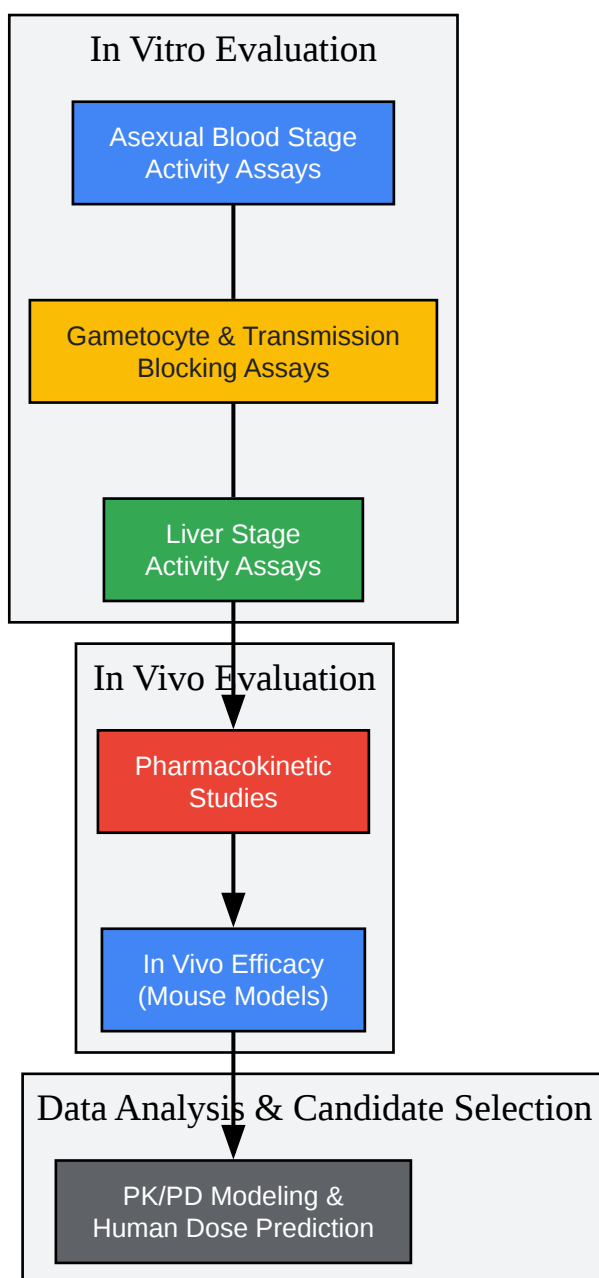 In Vitro Evaluation
Asexual Blood Stage
Activity Assays
Gametocyte & Transmission
Blocking Assays
Liver Stage
Activity Assays
In Vivo Evaluation
Pharmacokinetic
Studies
In Vivo Efficacy
(Mouse Models)
Data Analysis & Candidate Selection
PK/PD Modeling &
Human Dose Prediction